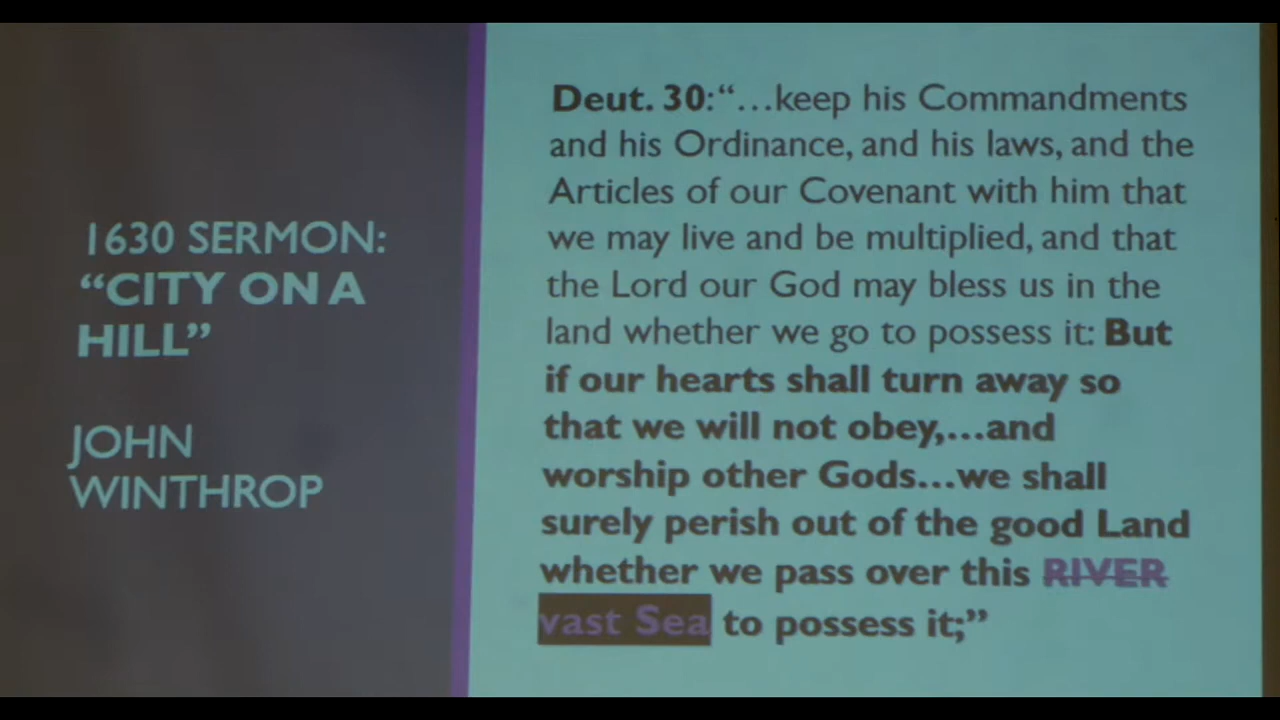 1630 SERMON:
“CITY ON A
HILL”
JOHN
WINTHROP
Deut. 30:“…keep his Commandments
and his Ordinance, and his laws, and the
Articles of our Covenant with him that
we may live and be multiplied, and that
the Lord our God may bless us in the
land whether we go to possess it: But
if our hearts shall turn away so
that we will not obey,…and
worship other Gods…we shall
surely perish out of the good Land
whether we pass over this RIVER
vast Sea to possess it;”